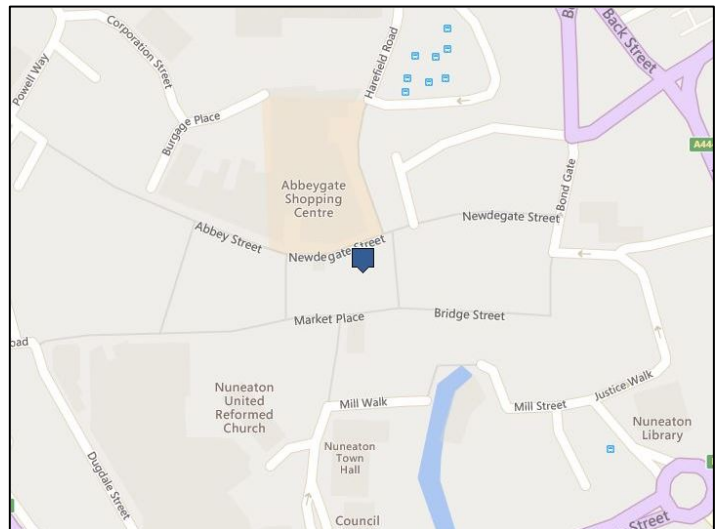 Powell Way
Corporation Street
Burgage Place
Harefield Road
Back Street
A444
Bond Gate
Abbeygate
Shopping
Centre
Abbey Street
Newdegate Street
Newdegate Street
Market Place
Bridge Street
oad
Nuneaton
United
Reformed
Church
Mill Walk
Mill Street
Justice Walk
Nuneaton
Library
Nuneaton
Town
Hall
Dugdale Street
Council
Street